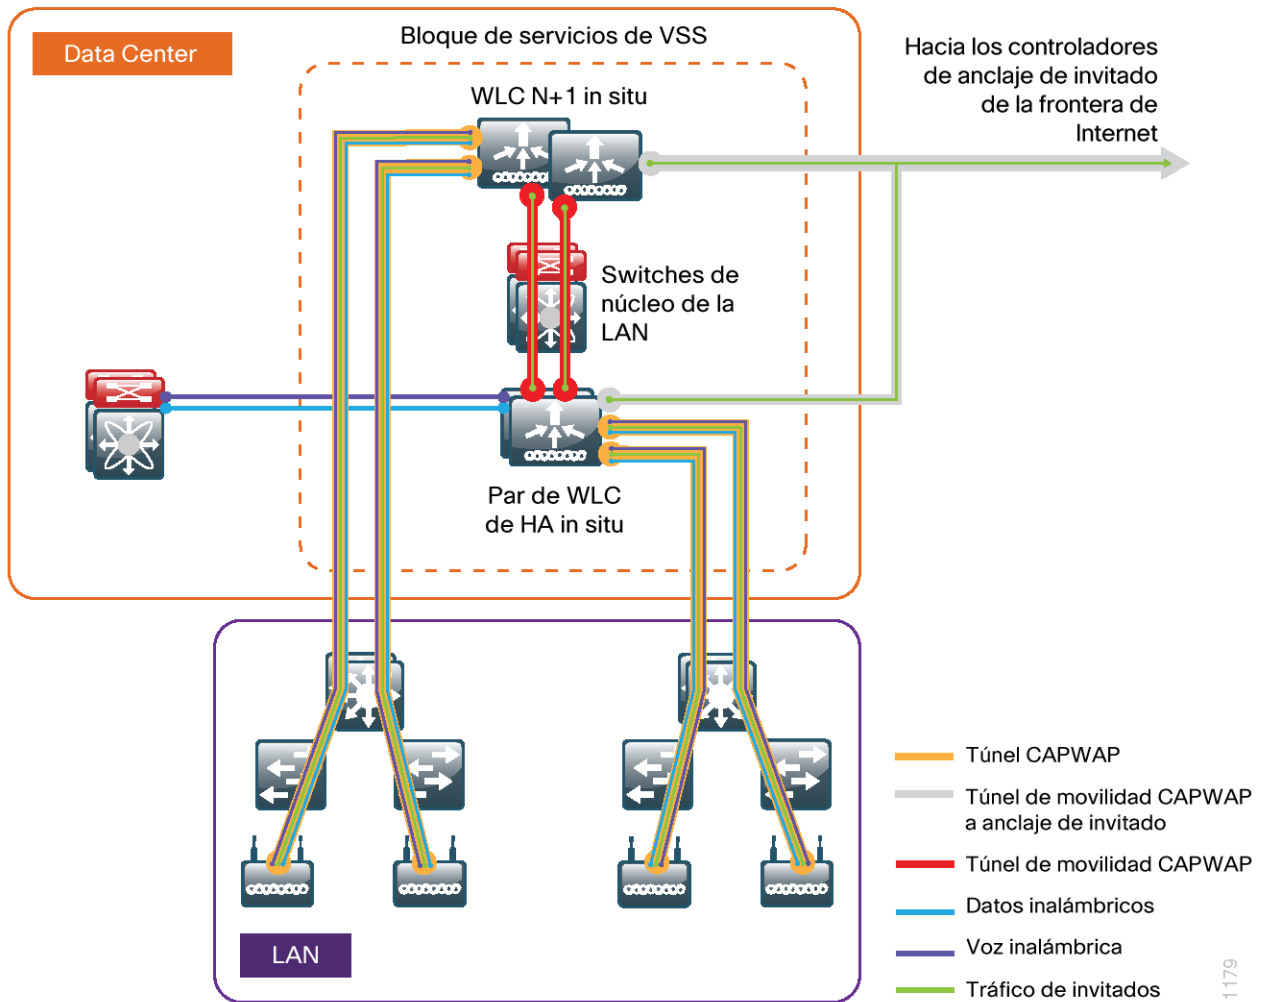 Data Center
Bloque de servicios de VSS
WLC N+1 in situ
Hacia los controladores
de anclaje de invitado
de la frontera de
Internet
Switches de
núcleo de la
LAN
Par de WLC
de HA in situ
LAN
Túnel CAPWAP
Túnel de movilidad CAPWAP
a anclaje de invitado
Túnel de movilidad CAPWAP
Datos inalámbricos
Voz inalámbrica
Tráfico de invitados
1179